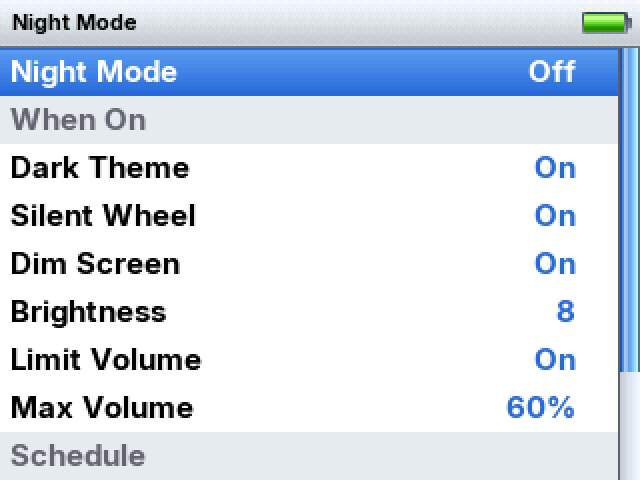 Night Mode
Night Mode Off
When On
Dark Theme On
Silent Wheel On
Dim Screen On
Brightness 8
Limit Volume On
Max Volume 60%
Schedule